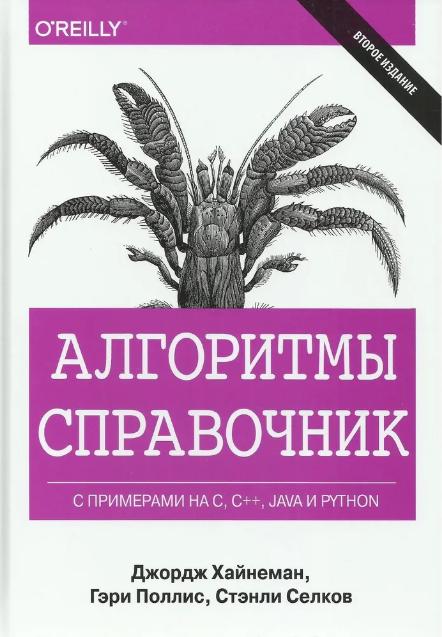 O'REILLY®
ВТОРОЕ ИЗДАНИЕ
АЛГОРИТМЫ
СПРАВОЧНИК
С ПРИМЕРАМИ НА C, C++, JAVA И PYTHON
Джордж Хайнеман,
Гэри Поллис, Стэнли Селков